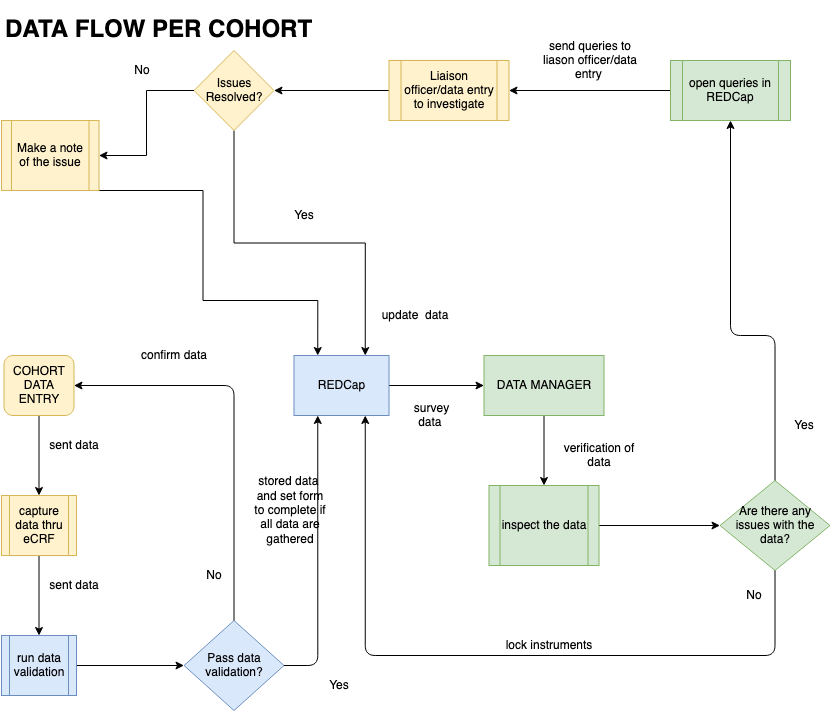 DATA FLOW PER COHORT
No
Issues
Resolved?
Liaison
officer/data entry
to investigate
send queries to
liason officer/data
entry
open queries in
REDCap
Make a note
of the issue
Yes
update  data
confirm data
COHORT
DATA
ENTRY
REDCap
survey
data
DATA MANAGER
sent data
verification of
data
Yes
stored data
and set form
to complete if
all data are
gathered
capture
data thru
eCRF
inspect the data
Are there any
issues with the
data?
sent data
No
No
run data
validation
Pass data
validation?
Yes
lock instruments